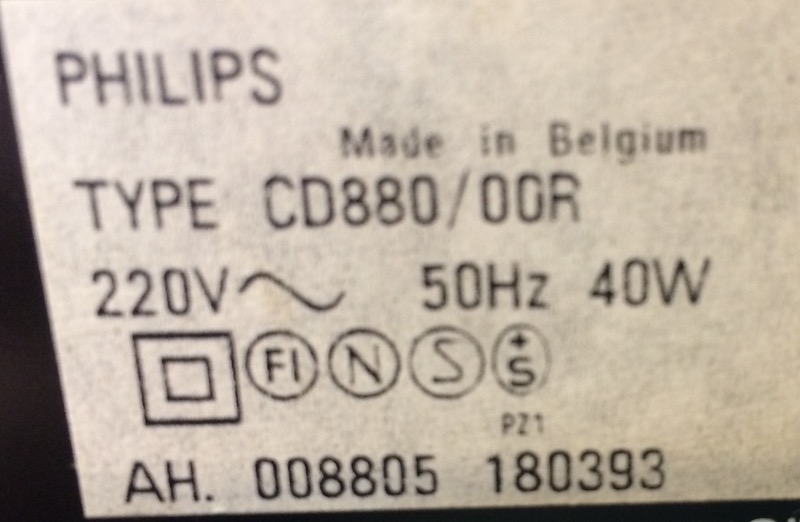 PHILIPS
Made in Belgium
TYPE CD880/00R
220V~ 50Hz 40W
FI N S +S
PZ1
AH. 008805 180393